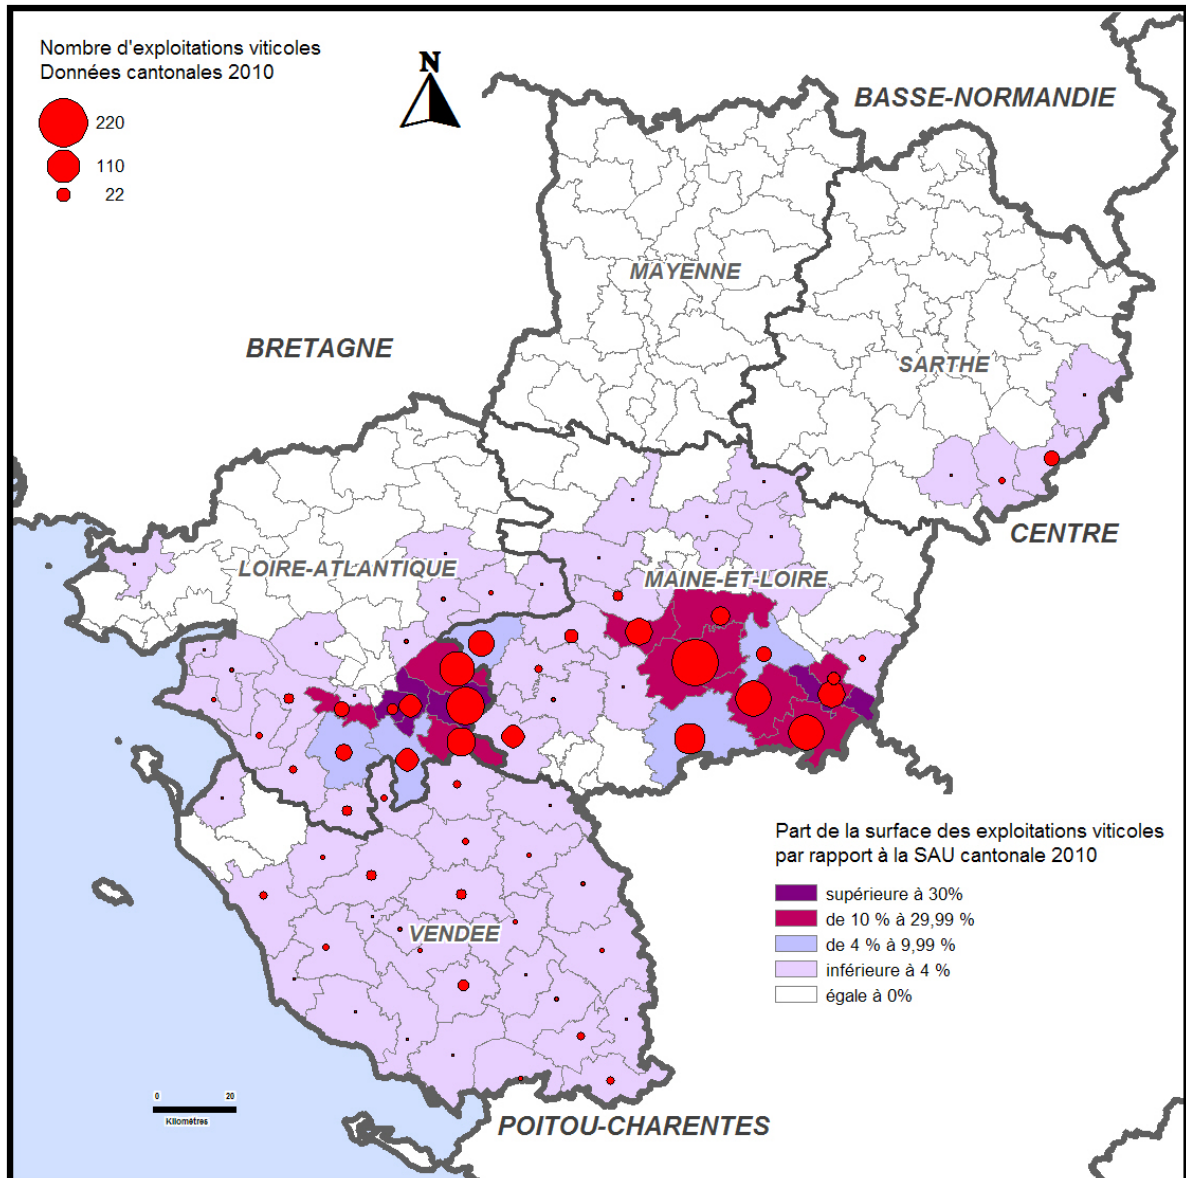 Nombre d'exploitations viticoles
Données cantonales 2010
220
110
22
N
BASSE-NORMANDIE
MAYENNE
BRETAGNE
SARTHE
CENTRE
LOIRE-ATLANTIQUE
MAINE-ET-LOIRE
Part de la surface des exploitations viticoles
par rapport à la SAU cantonale 2010
supérieure à 30%
de 10 % à 29,99 %
de 4 % à 9,99 %
inférieure à 4 %
égale à 0%
VENDEE
0 20
Kilomètres
POITOU-CHARENTES